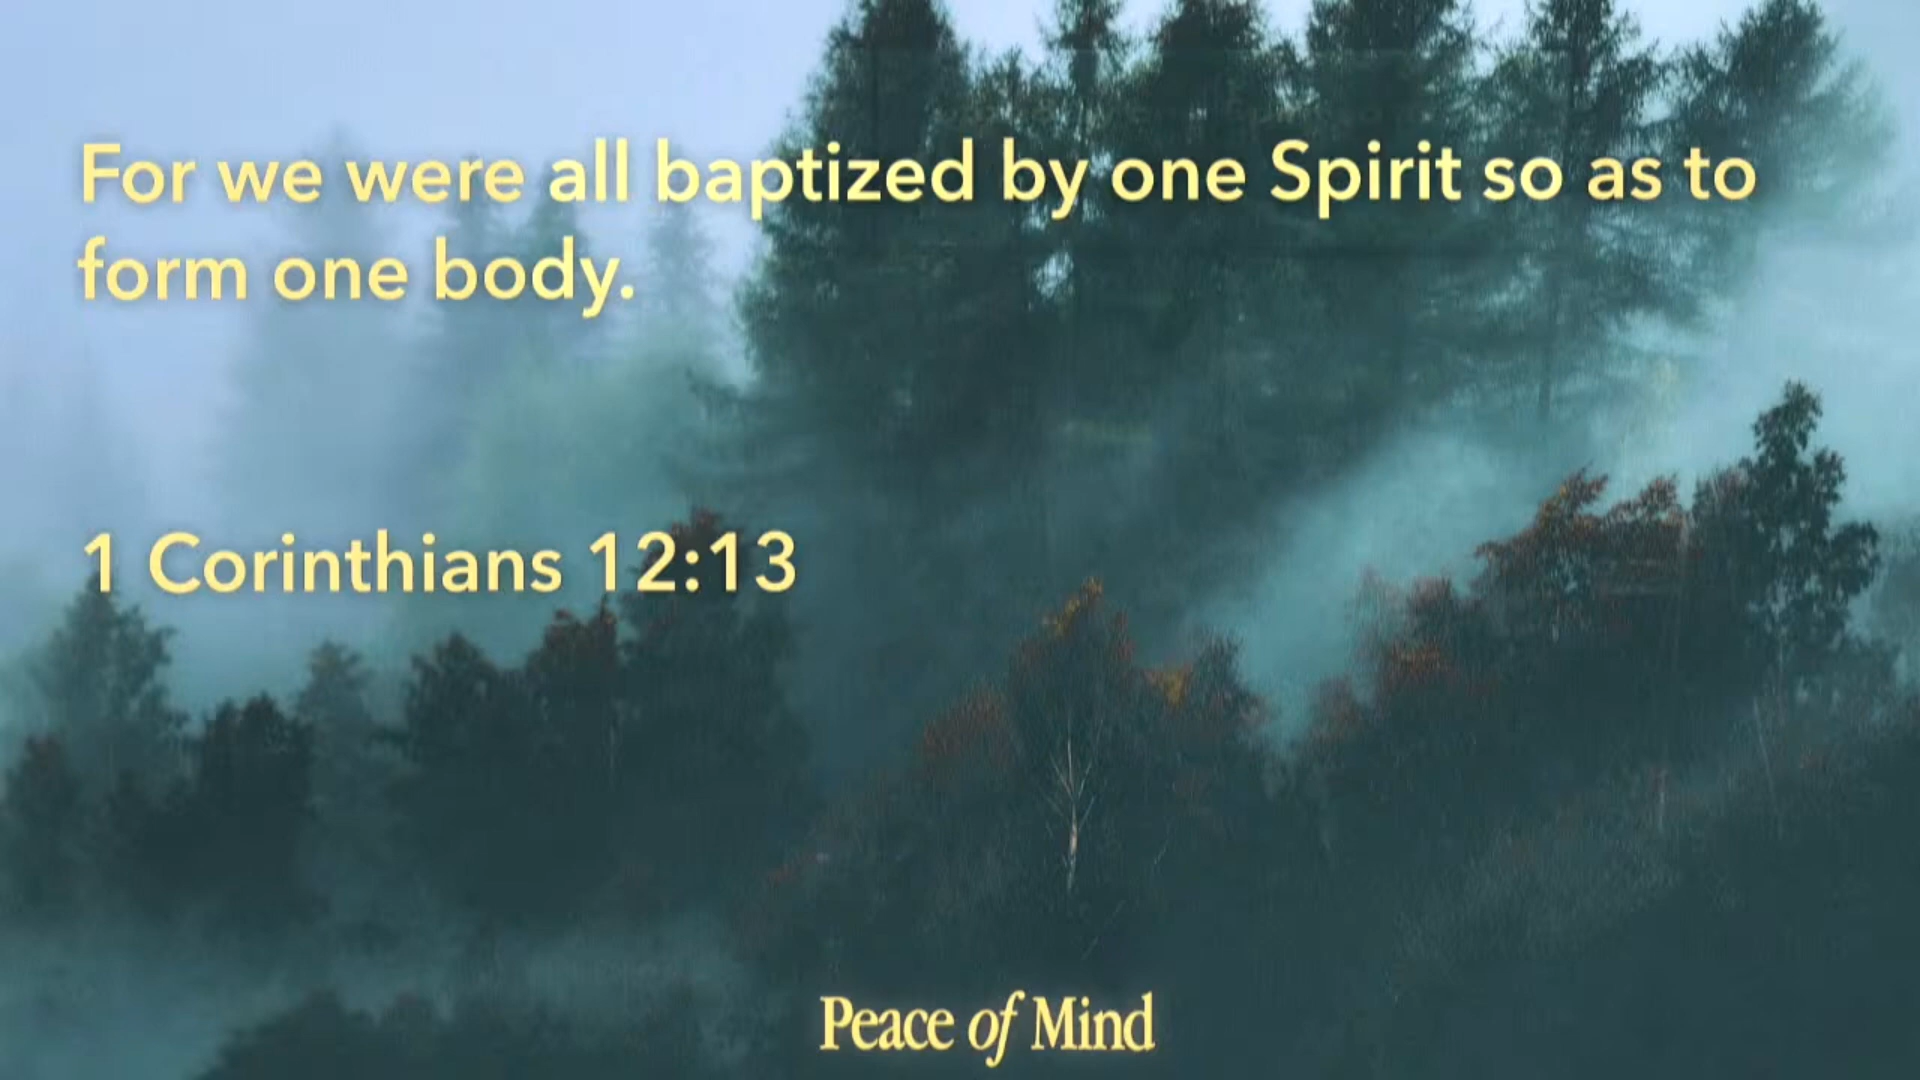 For we were all baptized by one Spirit so as to
form one body.
1 Corinthians 12:13
Peace of Mind